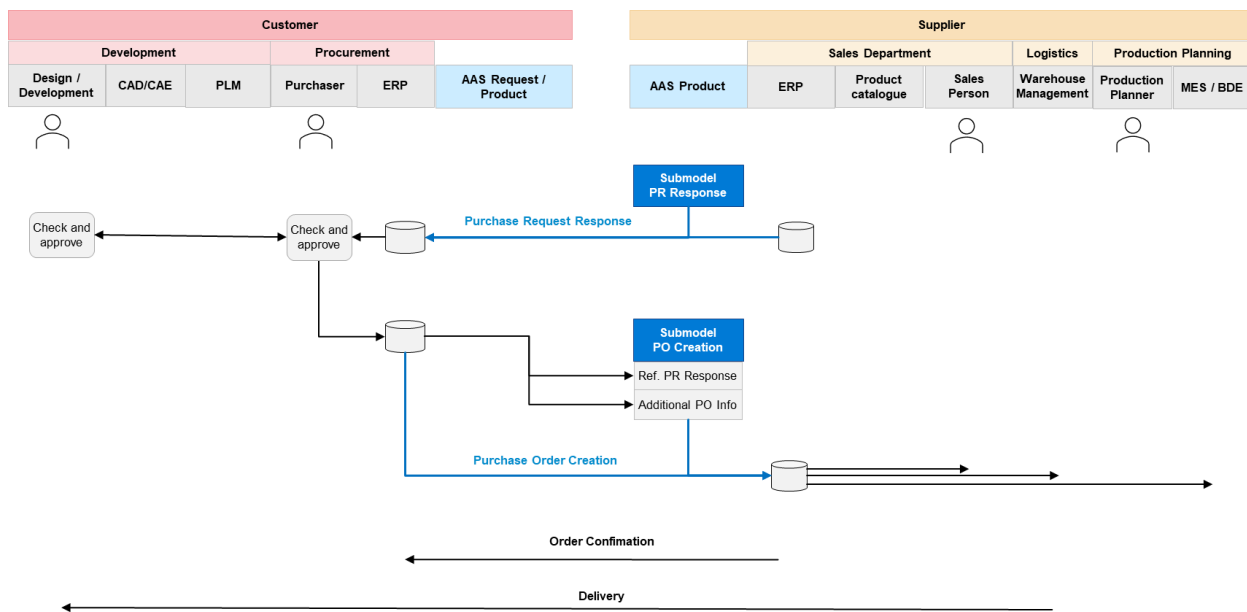 Customer
Supplier
Development
Procurement
Sales Department
Logistics
Production Planning
Design /
Development
CAD/CAE
PLM
Purchaser
ERP
AAS Request /
Product
AAS Product
ERP
Product
catalogue
Sales
Person
Warehouse
Management
Production
Planner
MES / BDE
Submodel
PR Response
Purchase Request Response
Check and
approve
Check and
approve
Submodel
PO Creation
Ref. PR Response
Additional PO Info
Purchase Order Creation
Order Confimation
Delivery